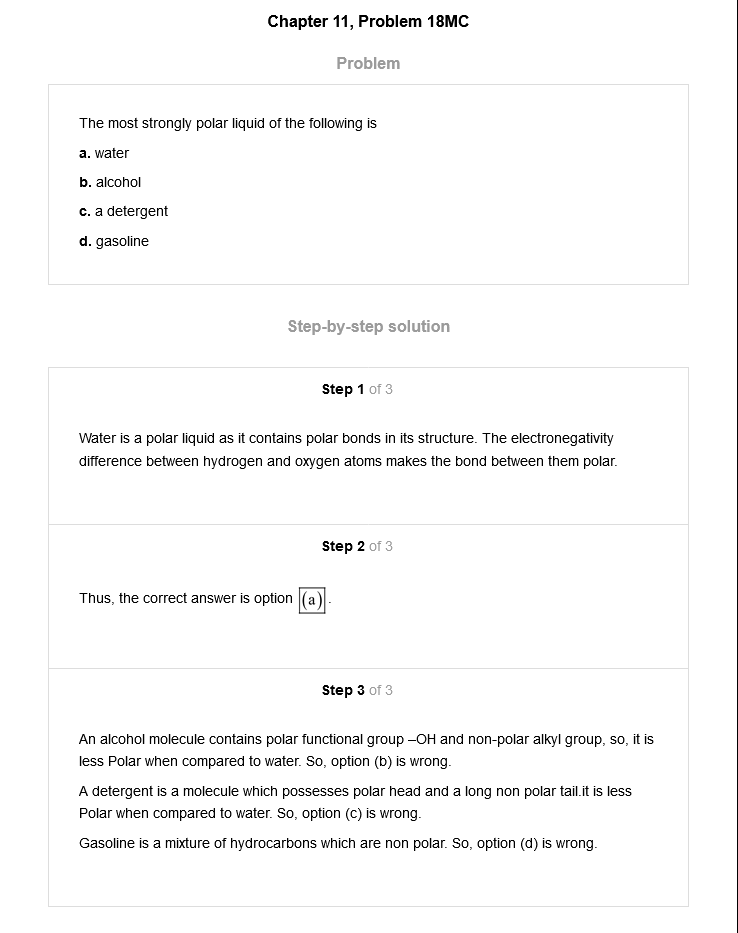 Chapter 11, Problem 18MC
Problem
The most strongly polar liquid of the following is
a. water
b. alcohol
c. a detergent
d. gasoline
Step-by-step solution
Step 1 of 3
Water is a polar liquid as it contains polar bonds in its structure. The electronegativity
difference between hydrogen and oxygen atoms makes the bond between them polar.
Step 2 of 3
Thus, the correct answer is option (a).
Step 3 of 3
An alcohol molecule contains polar functional group –OH and non-polar alkyl group, so, it is
less Polar when compared to water. So, option (b) is wrong.
A detergent is a molecule which possesses polar head and a long non polar tail.it is less
Polar when compared to water. So, option (c) is wrong.
Gasoline is a mixture of hydrocarbons which are non polar. So, option (d) is wrong.